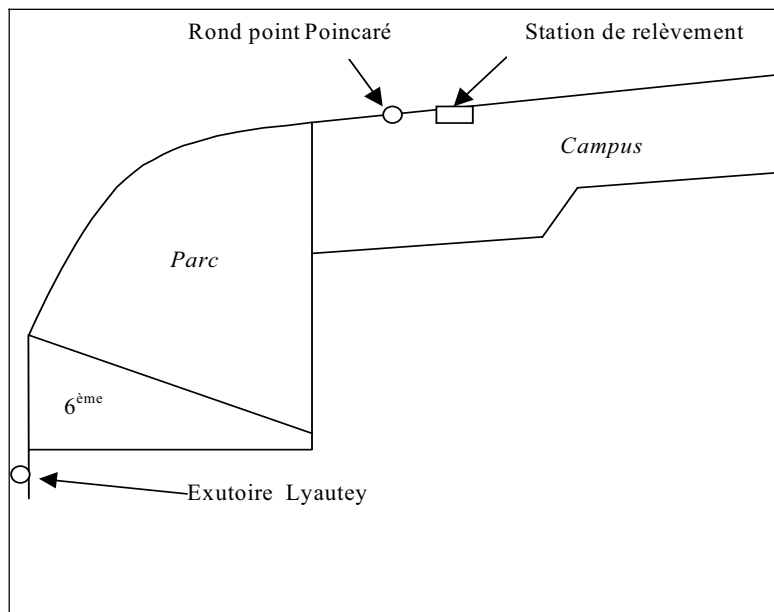 Rond point Poincaré
Station de relèvement
Campus
Parc
6ème
Exutoire Lyautey